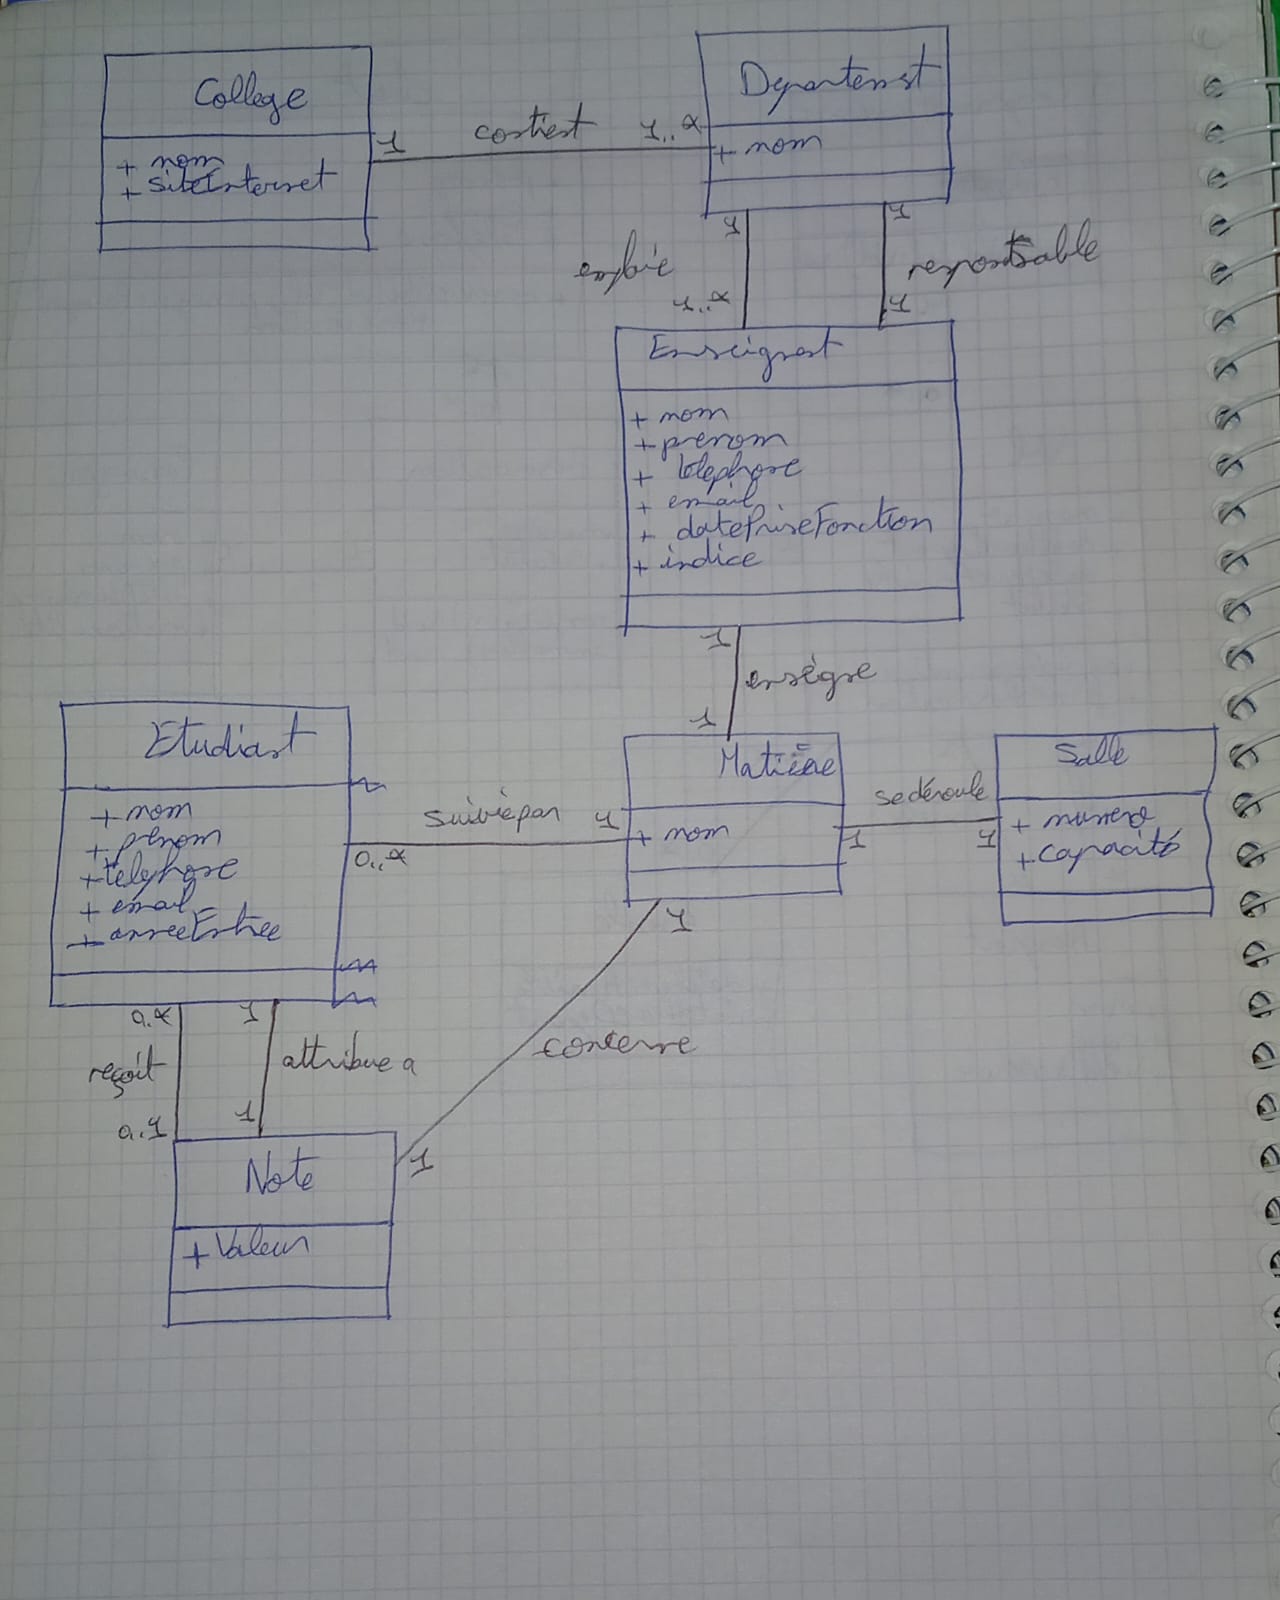 College
+ nom
+ siteInternet
1 contient 1..*
Departement
+ nom
1
1
emploie
responsable
1..*
1
Enseignant
+ nom
+ prenom
+ telephone
+ email
+ datePriseFonction
+ indice
1
enseigne
1
Etudiant
+ nom
+ prénom
+ téléphone
+ email
+ anneeEntree
suivie par
0..*
1
Matière
+ nom
se déroule
1
1
Salle
+ numero
+ capacité
1
concerne
1
0.*
1
reçoit
attribue a
0.1
1
Note
+ Valeur